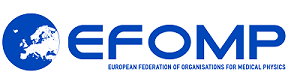 EFOMP
EUROPEAN FEDERATION OF ORGANISATIONS FOR MEDICAL PHYSICS